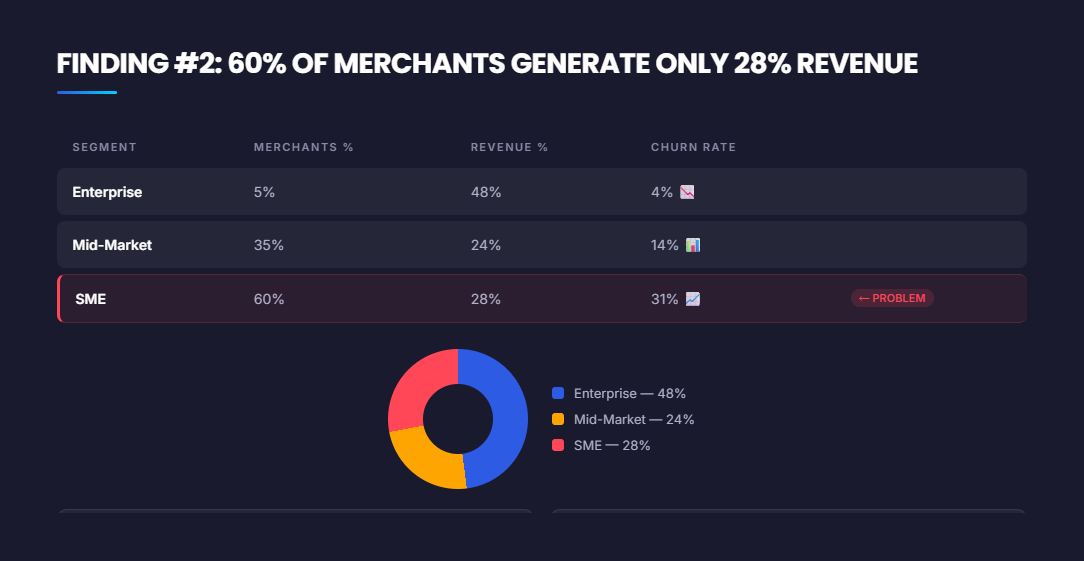 FINDING #2: 60% OF MERCHANTS GENERATE ONLY 28% REVENUE
SEGMENT MERCHANTS % REVENUE % CHURN RATE
Enterprise 5% 48% 4% 📉
Mid-Market 35% 24% 14% 📊
SME 60% 28% 31% 📈 ← PROBLEM
Enterprise — 48%
Mid-Market — 24%
SME — 28%